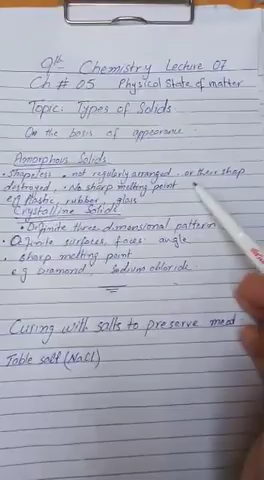 9th Chemistry Lecture 07
Ch # 05 Physical State of matter
Topic: Types of Solids
On the basis of appearance
Amorphous Solids
• Shapeless • not regularly arranged or their shap
destroyed, • No sharp melting point
e.g Plastic, rubber, glass
Crystalline Solids
• Definite three dimensional pattern
• Definite surfaces, faces angle
• sharp melting point
e.g Diamond, Sodium chloride
Curing with salts to preserve meat
Table salt (NaCl)